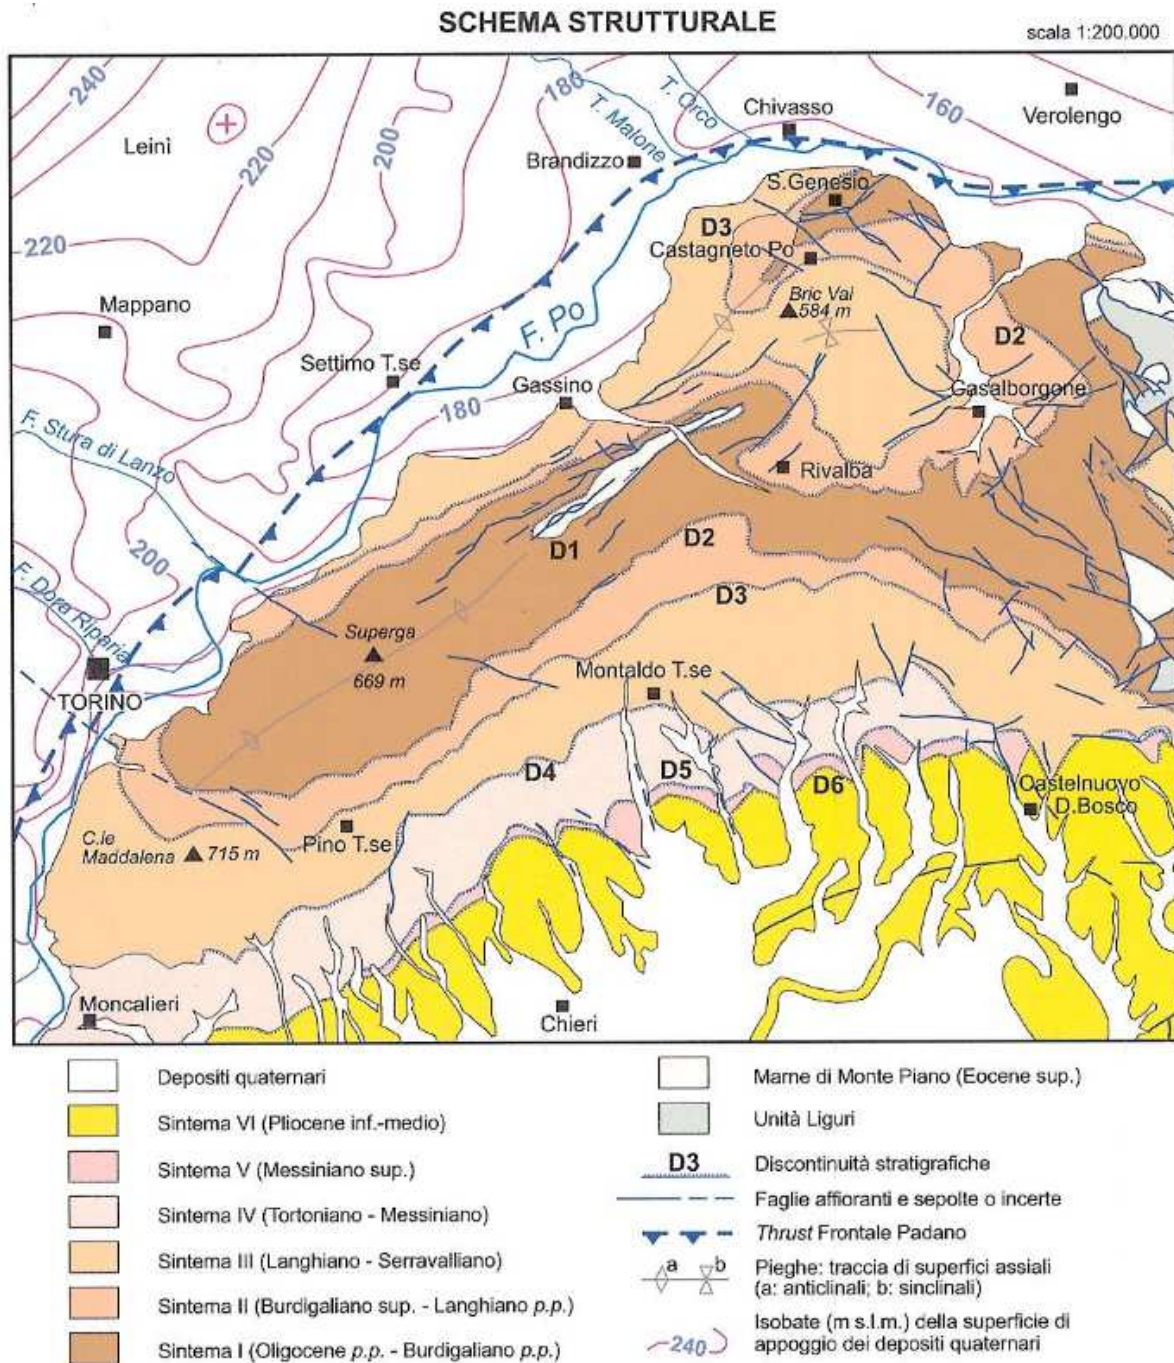 SCHEMA STRUTTURALE
scala 1:200.000
240
Leinì
220
200
180
T. Malone
T. Orco
Chivasso
160
Verolengo
Brandizzo
S.Genesio
D3
Castagneto Po
220
Mappano
Bric Vai
584 m
F. Po
Settimo T.se
D2
Gassino
180
Casalborgone
F. Stura di Lanzo
Rivalba
200
D1
D2
F. Dora Riparia
D3
Superga
669 m
Montaldo T.se
TORINO
D4
D5
D6
Castelnuovo
D.Bosco
C.le
Maddalena
715 m
Pino T.se
Moncalieri
Chieri
Depositi quaternari
Sintema VI (Pliocene inf.-medio)
Sintema V (Messiniano sup.)
Sintema IV (Tortoniano - Messiniano)
Sintema III (Langhiano - Serravalliano)
Sintema II (Burdigaliano sup. - Langhiano p.p.)
Sintema I (Oligocene p.p. - Burdigaliano p.p.)
Marne di Monte Piano (Eocene sup.)
Unità Liguri
D3
Discontinuità stratigrafiche
Faglie affioranti e sepolte o incerte
Thrust Frontale Padano
a
b
Pieghe: traccia di superfici assiali
(a: anticlinali; b: sinclinali)
240
Isobate (m s.l.m.) della superficie di
appoggio dei depositi quaternari